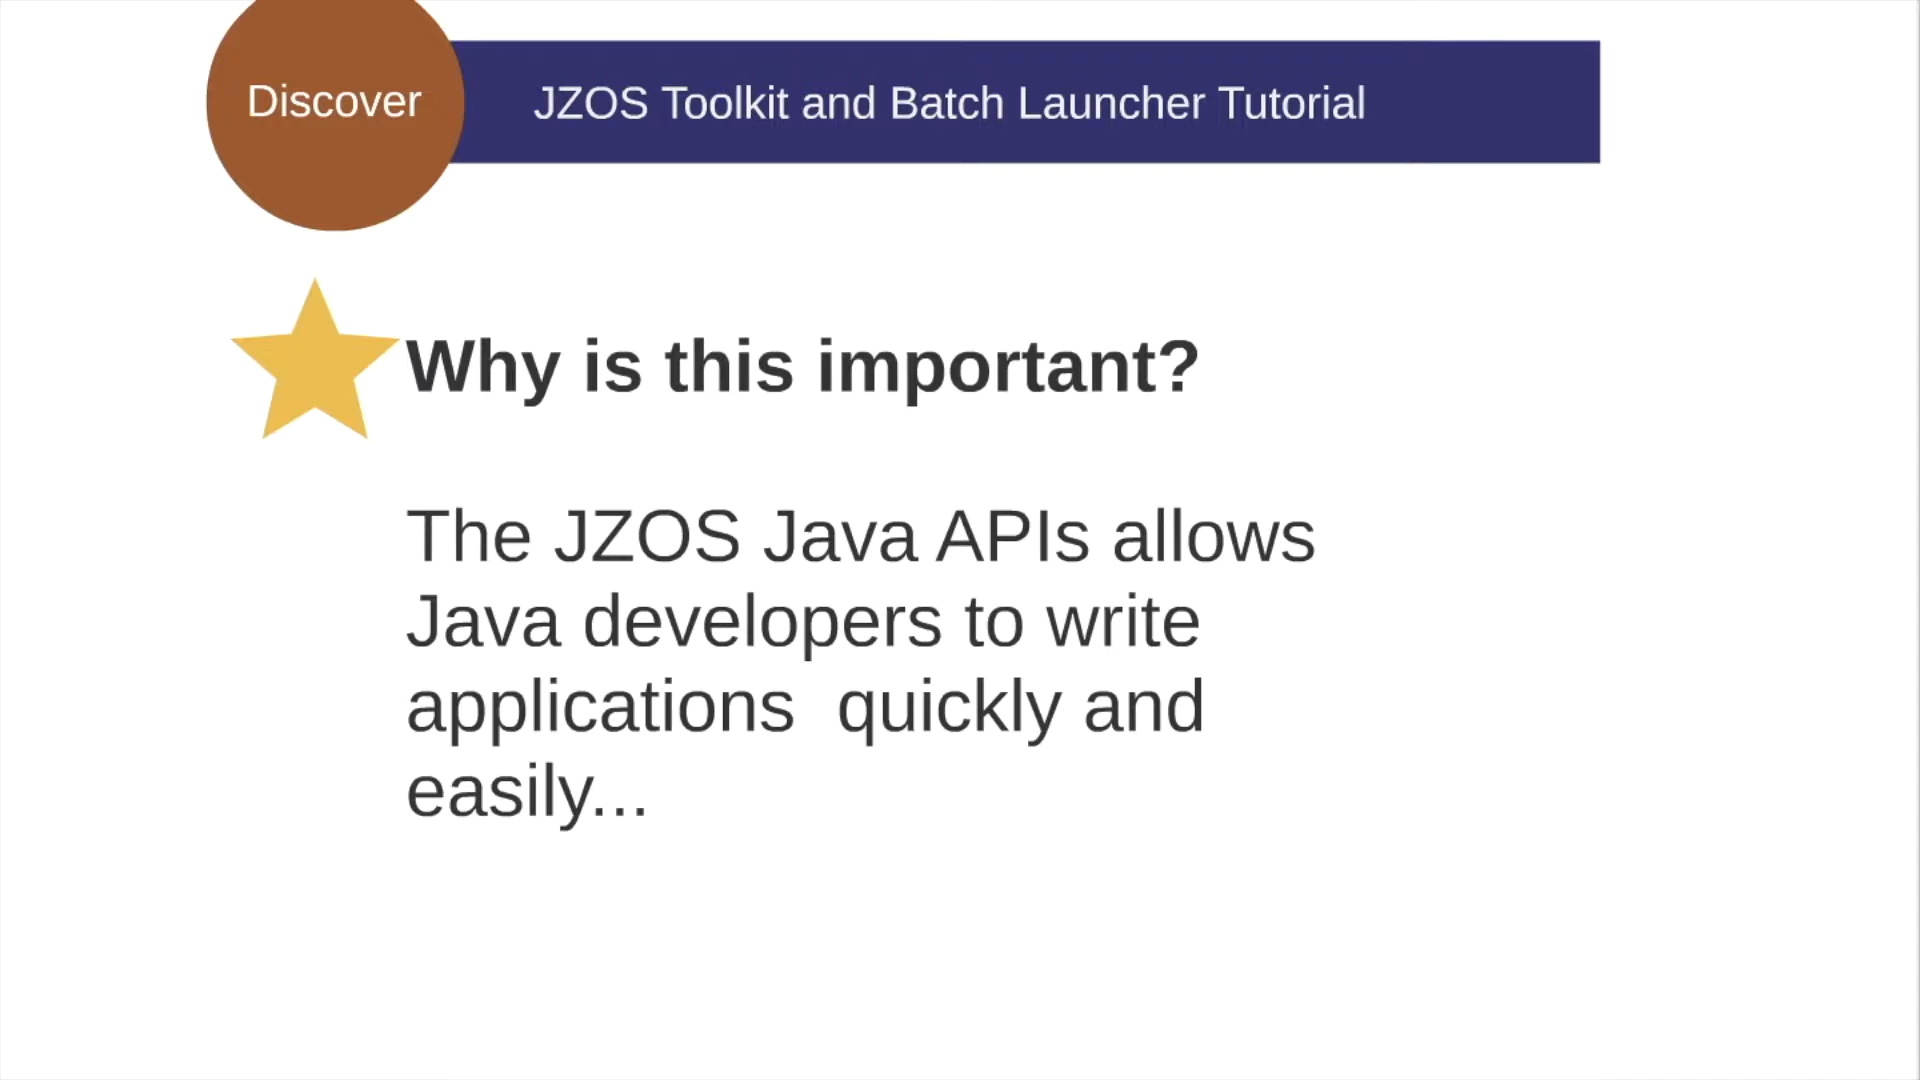 Discover
JZOS Toolkit and Batch Launcher Tutorial
Why is this important?
The JZOS Java APIs allows
Java developers to write
applications  quickly and
easily...